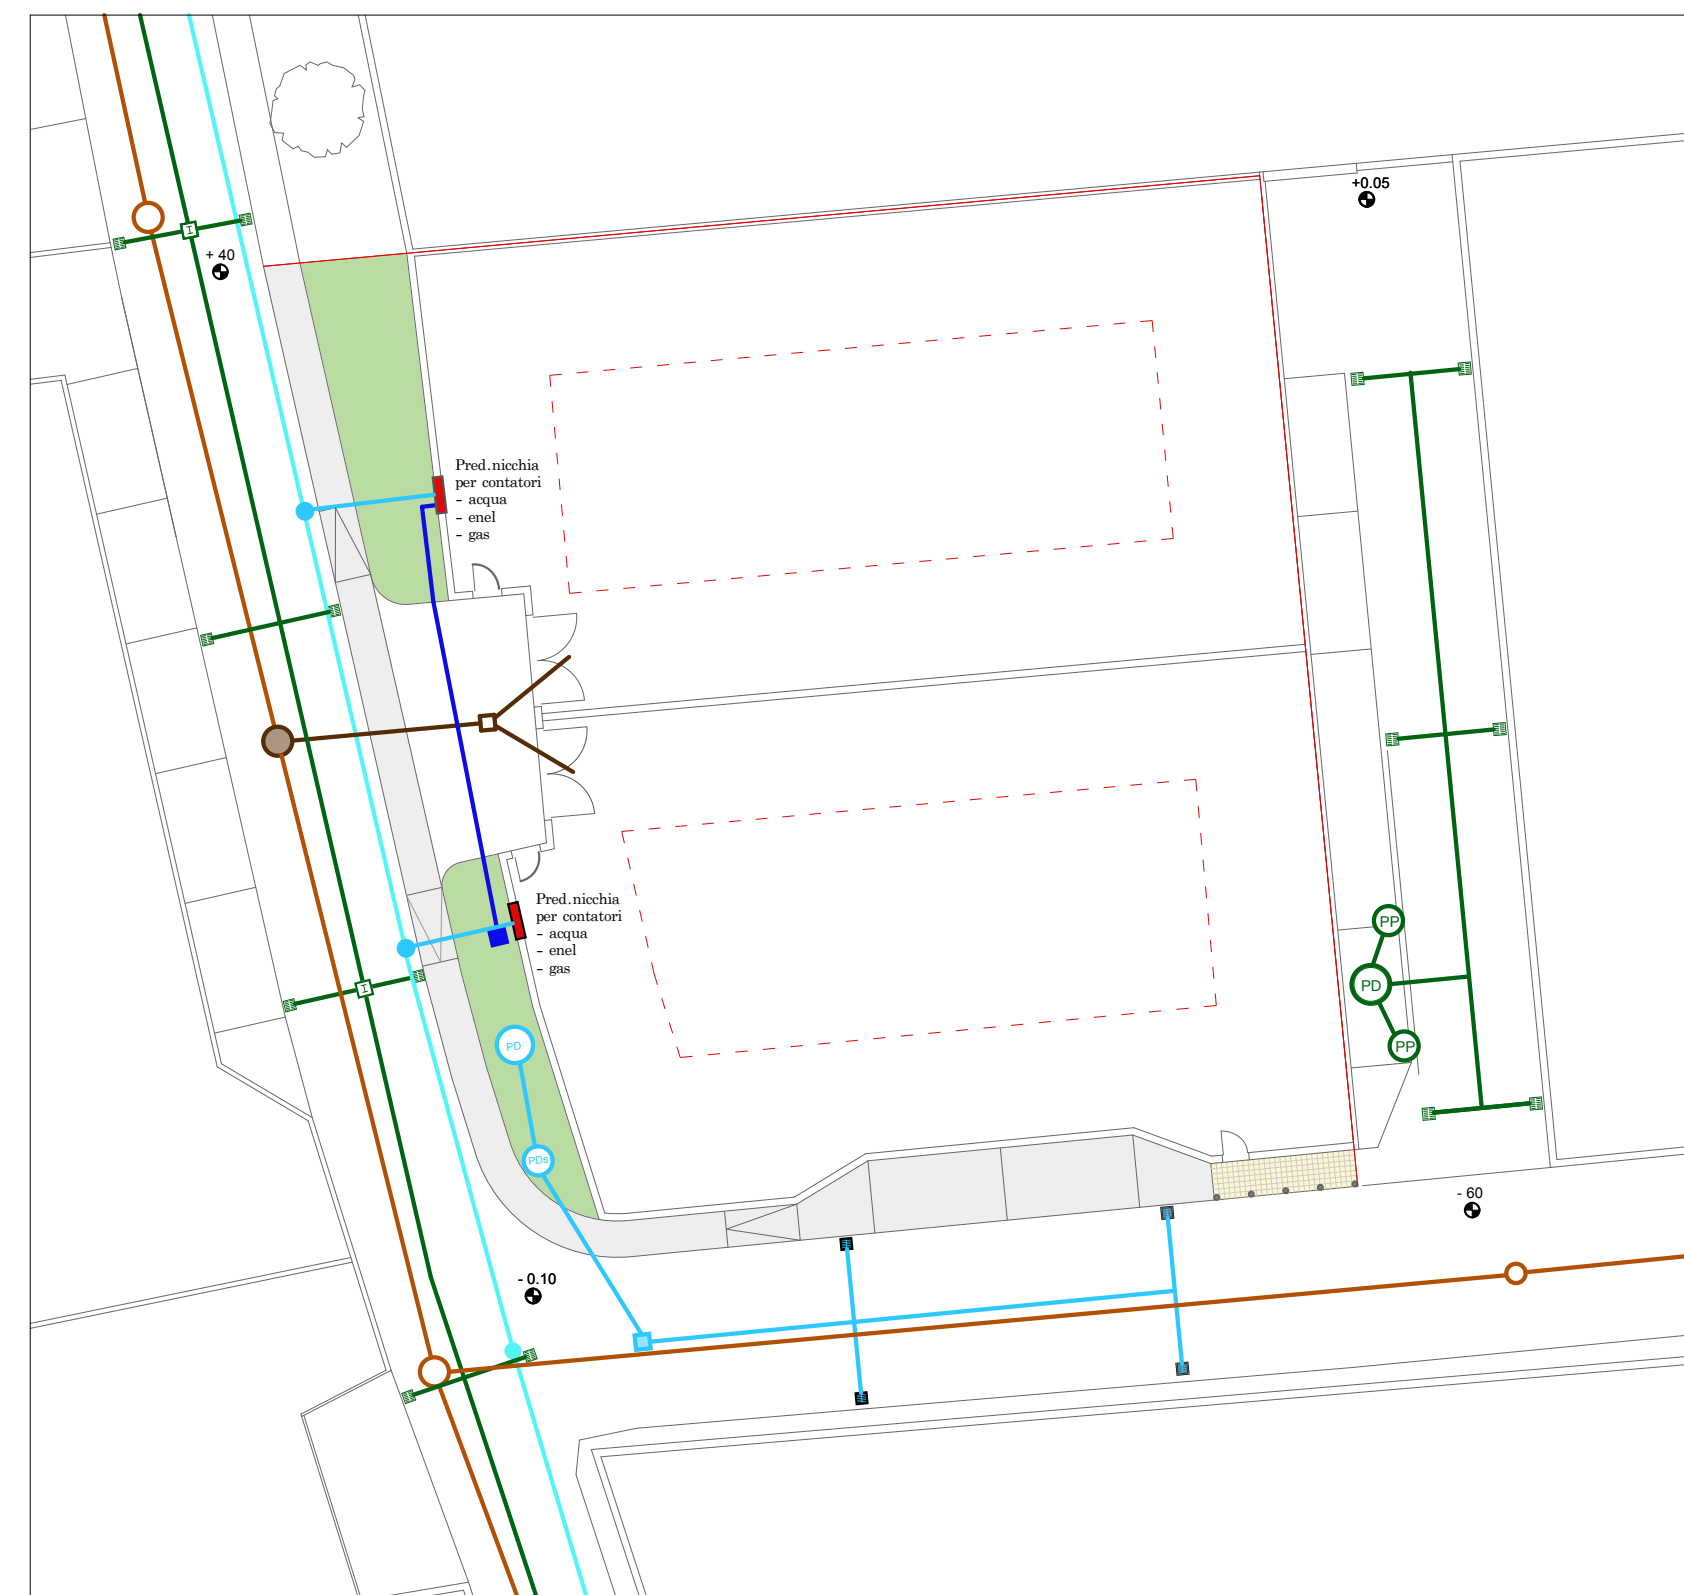 +0.05
I
+ 40
Pred.nicchia
per contatori
- acqua
- enel
- gas
Pred.nicchia
per contatori
- acqua
- enel
- gas
PP
PD
PP
I
PD
PDs
- 60
- 0.10